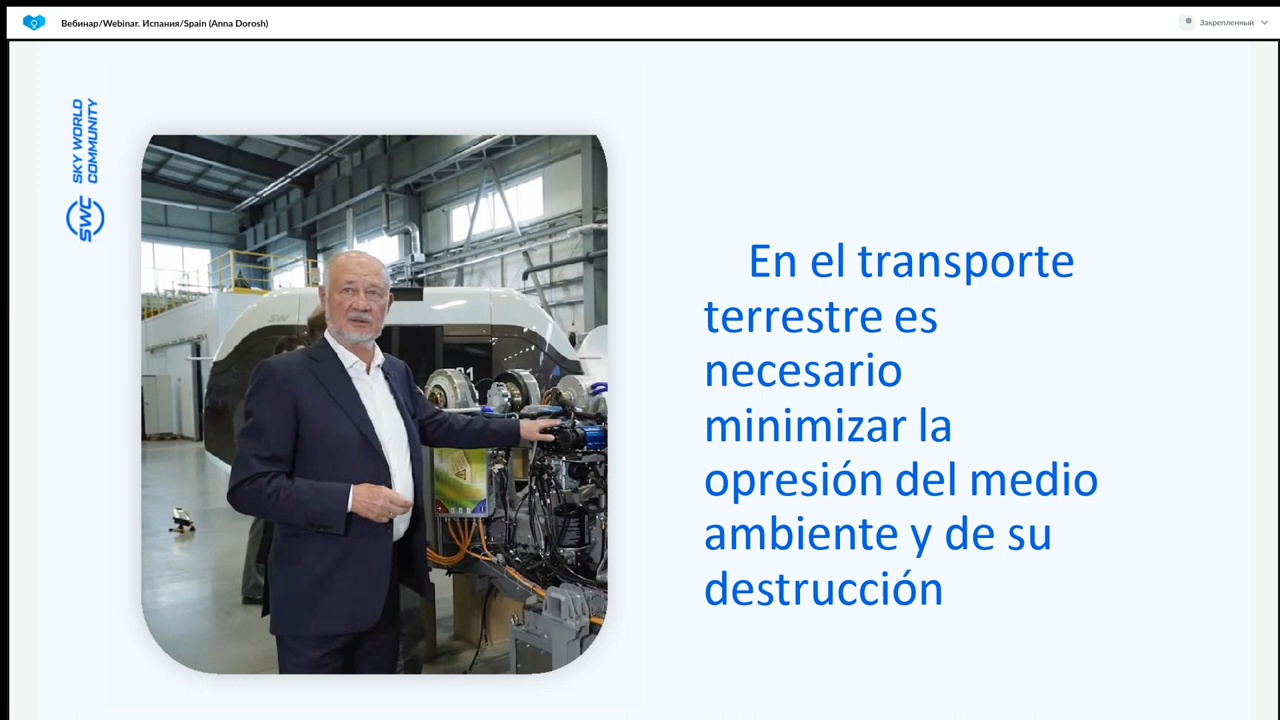 Вебинар/Webinar. Испания/Spain (Anna Dorosh)
Закрепленный
SKY WORLD
COMMUNITY
SWC
En el transporte
terrestre es
necesario
minimizar la
opresión del medio
ambiente y de su
destrucción